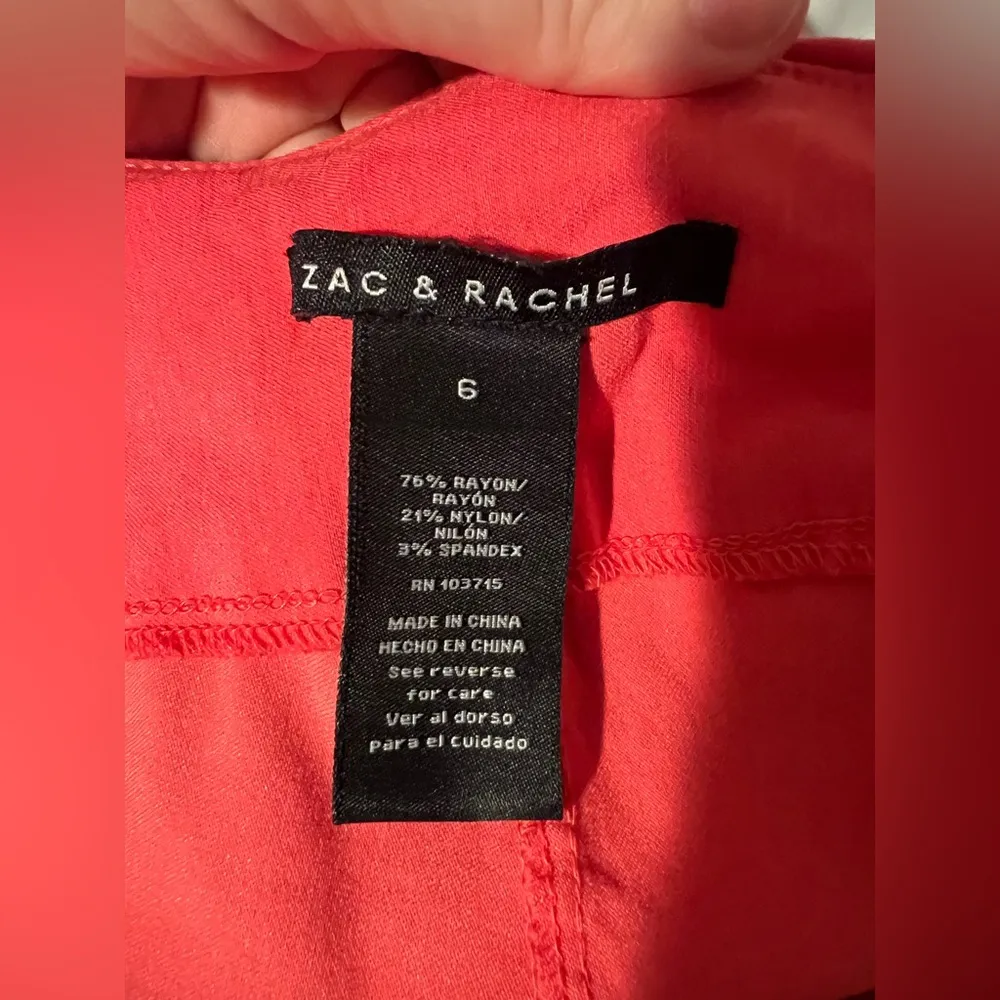 ZAC & RACHEL
6
76% RAYON/
RAYÓN
21% NYLON/
NILÓN
3% SPANDEX
RN 103715
MADE IN CHINA
HECHO EN CHINA
See reverse
for care
Ver al dorso
para el cuidado